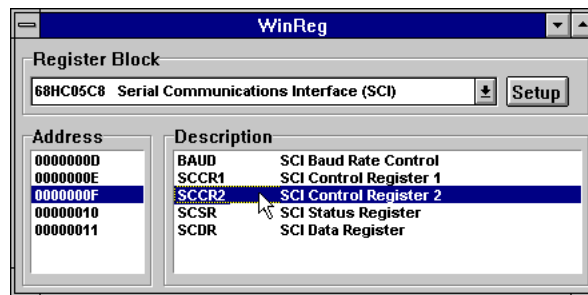 WinReg
Register Block
68HC05C8 Serial Communications Interface (SCI)
Setup
Address
Description
0000000D BAUD SCI Baud Rate Control
0000000E SCCR1 SCI Control Register 1
0000000F SCCR2 SCI Control Register 2
00000010 SCSR SCI Status Register
00000011 SCDR SCI Data Register